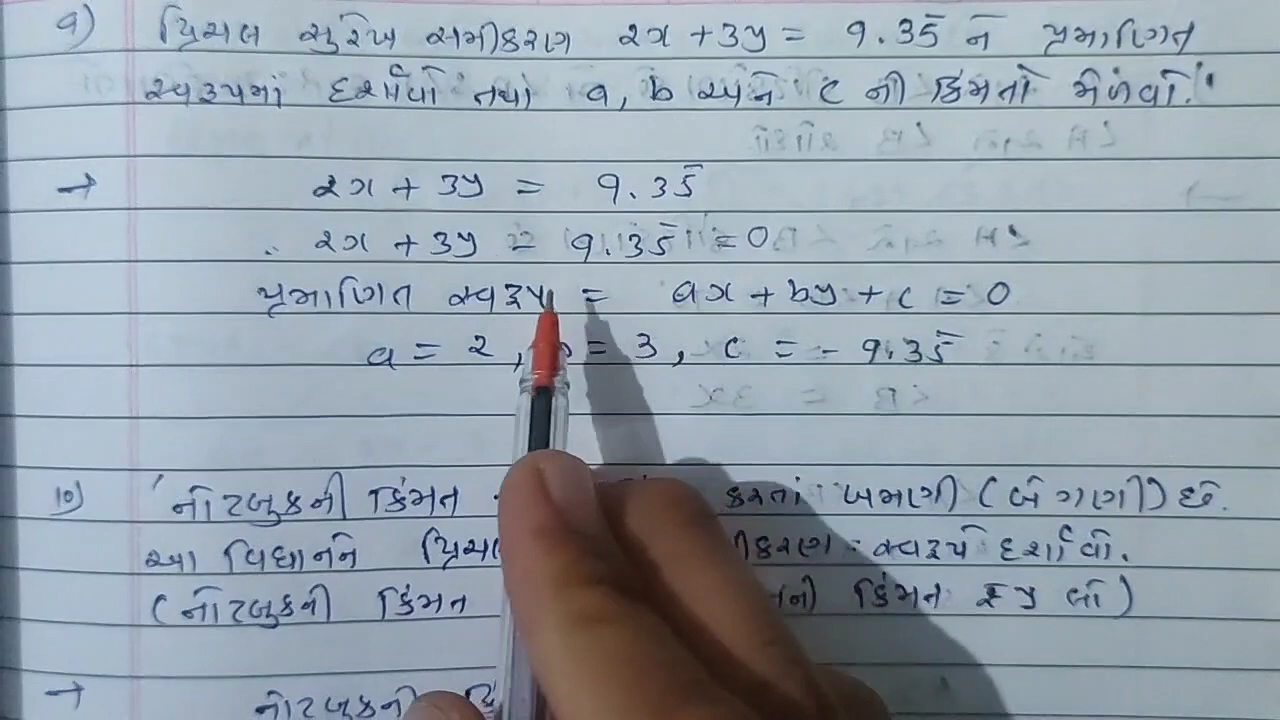 9) દ્વિચલ સુરેખ સમીકરણ 2x + 3y = 9.35̅ ને પ્રમાણિત
સ્વરૂપમાં દર્શાવો તથા a, b અને c ની કિંમતો મેળવો.
→ 2x + 3y = 9.35̅
∴ 2x + 3y - 9.35̅ = 0
પ્રમાણિત સ્વરૂપ = ax + by + c = 0
a = 2, = 3, c = - 9.35̅
10) 'નોટબુકની કિંમત કરતાં બમણી (બે ગણી) છે.
આ વિધાનને સ્વરૂપે દર્શાવો.
(નોટબુકની કિંમત કિંમત ₹ y લો)
→ નોટબુકની